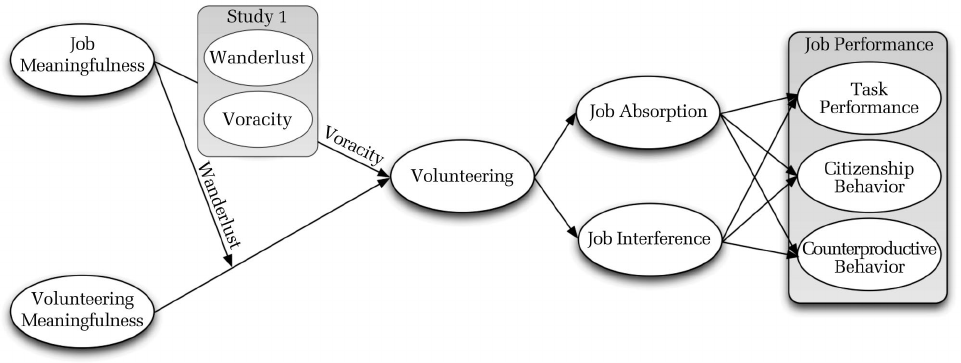 Study 1
Job
Meaningfulness
Wanderlust
Voracity
Voracity
Wanderlust
Volunteering
Meaningfulness
Volunteering
Job Absorption
Job Interference
Job Performance
Task
Performance
Citizenship
Behavior
Counterproductive
Behavior